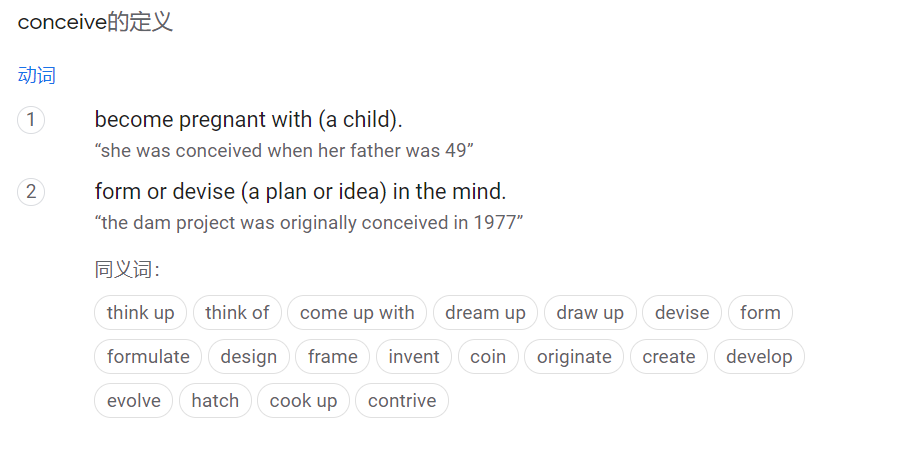 conceive的定义
动词
1 become pregnant with (a child).
“she was conceived when her father was 49”
2 form or devise (a plan or idea) in the mind.
“the dam project was originally conceived in 1977”
同义词：
think up think of come up with dream up draw up devise form
formulate design frame invent coin originate create develop
evolve hatch cook up contrive